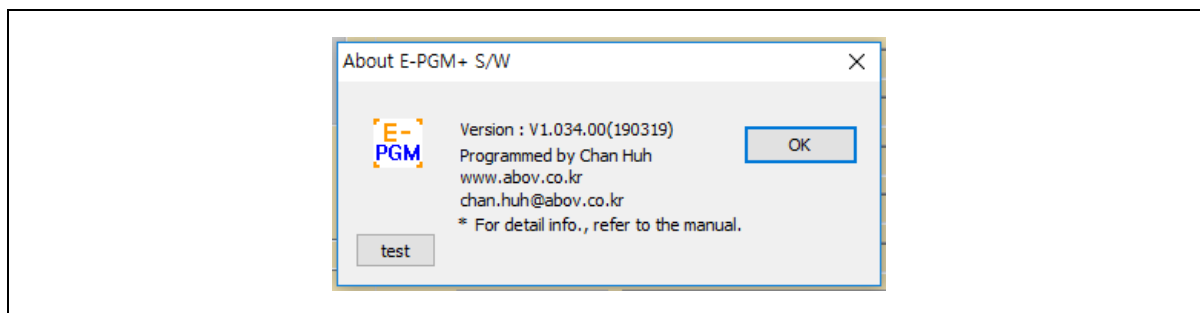 About E-PGM+ S/W
E-
PGM
Version : V1.034.00(190319)
Programmed by Chan Huh
www.abov.co.kr
chan.huh@abov.co.kr
* For detail info., refer to the manual.
OK
test